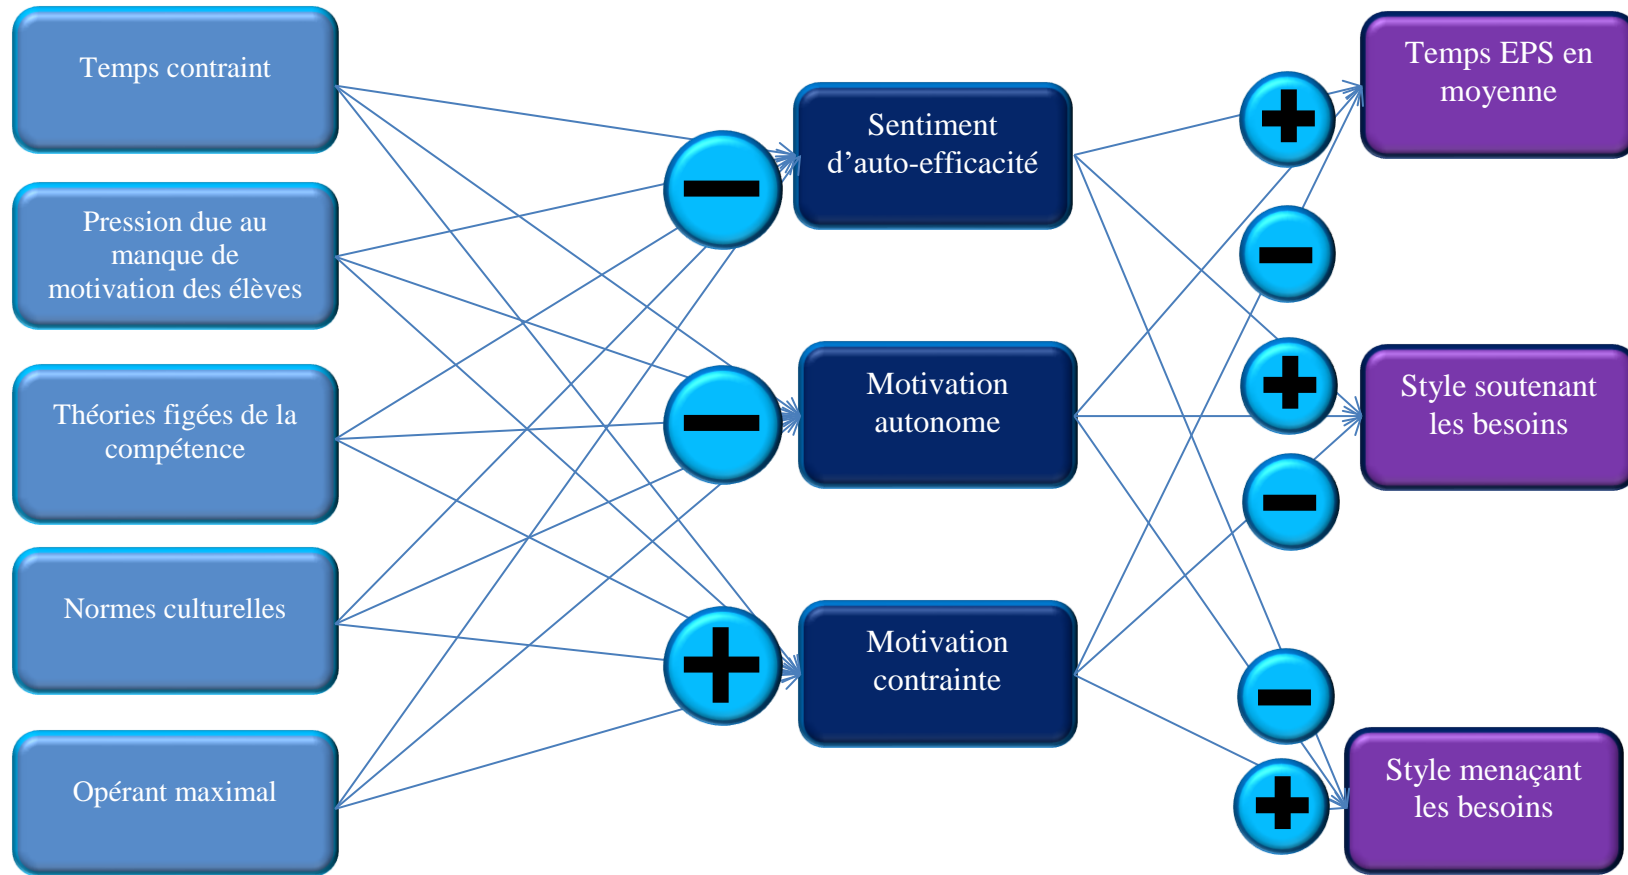 Temps contraint
Pression due au
manque de
motivation des élèves
Théories figées de la
compétence
Normes culturelles
Opérant maximal
Sentiment
d’auto-efficacité
Motivation
autonome
Motivation
contrainte
Temps EPS en
moyenne
Style soutenant
les besoins
Style menaçant
les besoins